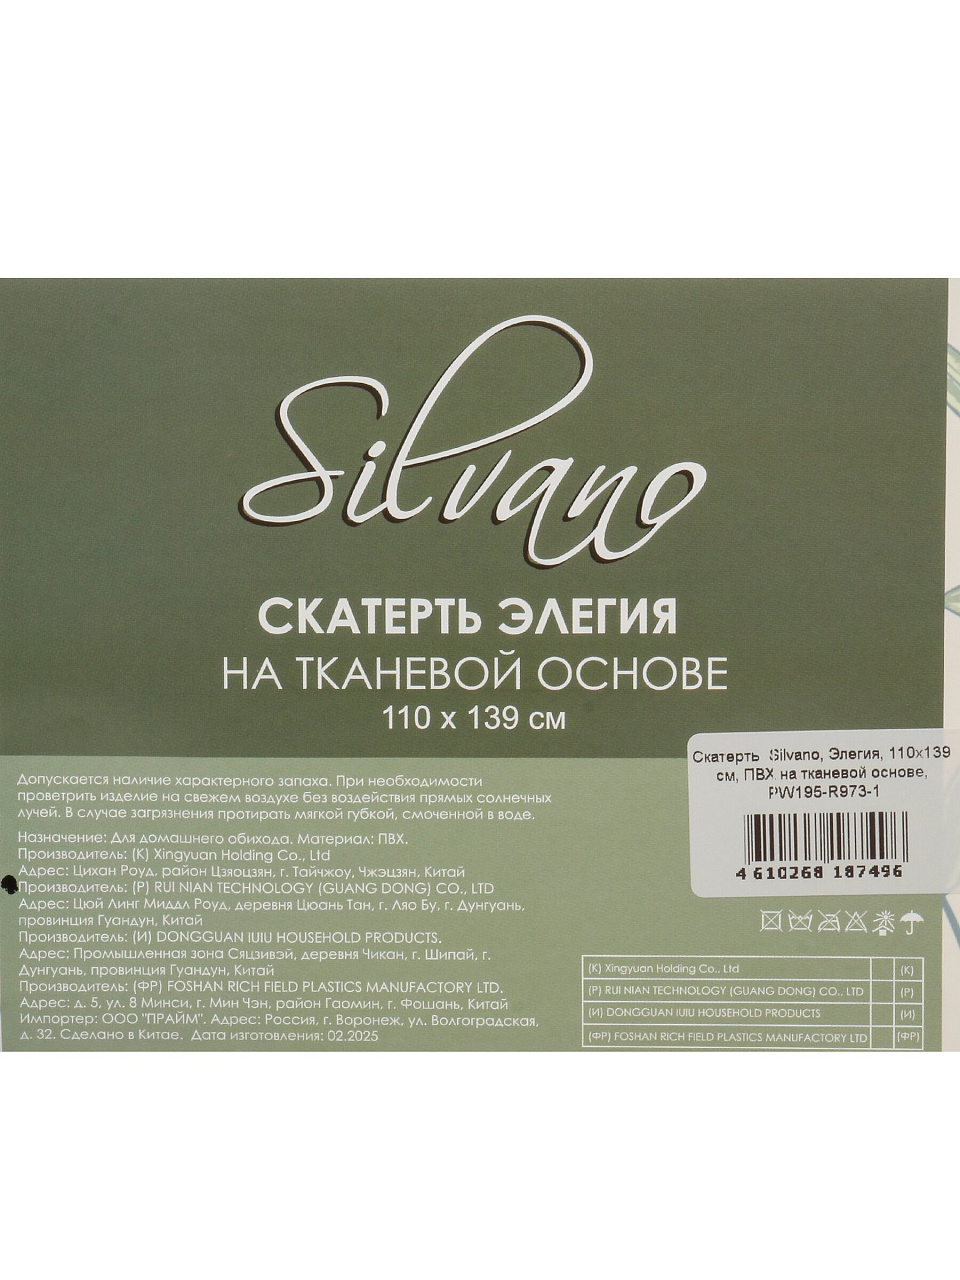 Silvano
СКАТЕРТЬ ЭЛЕГИЯ
НА ТКАНЕВОЙ ОСНОВЕ
110 x 139 см
Допускается наличие характерного запаха. При необходимости
проветрить изделие на свежем воздухе без воздействия прямых солнечных
лучей. В случае загрязнения протирать мягкой губкой, смоченной в воде.
Назначение: Для домашнего обихода. Материал: ПВХ.
Производитель: (К) Xingyuan Holding Co., Ltd
Адрес: Цихан Роуд, район Цзяоцзян, г. Тайчжоу, Чжэцзян, Китай
Производитель: (Р) RUI NIAN TECHNOLOGY (GUANG DONG) CO., LTD
Адрес: Цюй Линг Миддл Роуд, деревня Цюань Тан, г. Ляо Бу, г. Дунгуань,
провинция Гуандун, Китай
Производитель: (И) DONGGUAN IUIU HOUSEHOLD PRODUCTS.
Адрес: Промышленная зона Сяцзивэй, деревня Чикан, г. Шипай, г.
Дунгуань, провинция Гуандун, Китай
Производитель: (ФР) FOSHAN RICH FIELD PLASTICS MANUFACTORY LTD.
Адрес: д. 5, ул. 8 Минси, г. Мин Чэн, район Гаомин, г. Фошань, Китай
Импортер: ООО "ПРАЙМ". Адрес: Россия, г. Воронеж, ул. Волгоградская,
д. 32. Сделано в Китае. Дата изготовления: 02.2025
Скатерть Silvano, Элегия, 110x139
см, ПВХ на тканевой основе,
PW195-R973-1
4 610268 187496
(К) Xingyuan Holding Co., Ltd (К)
(Р) RUI NIAN TECHNOLOGY (GUANG DONG) CO., LTD (Р)
(И) DONGGUAN IUIU HOUSEHOLD PRODUCTS (И)
(ФР) FOSHAN RICH FIELD PLASTICS MANUFACTORY LTD (ФР)